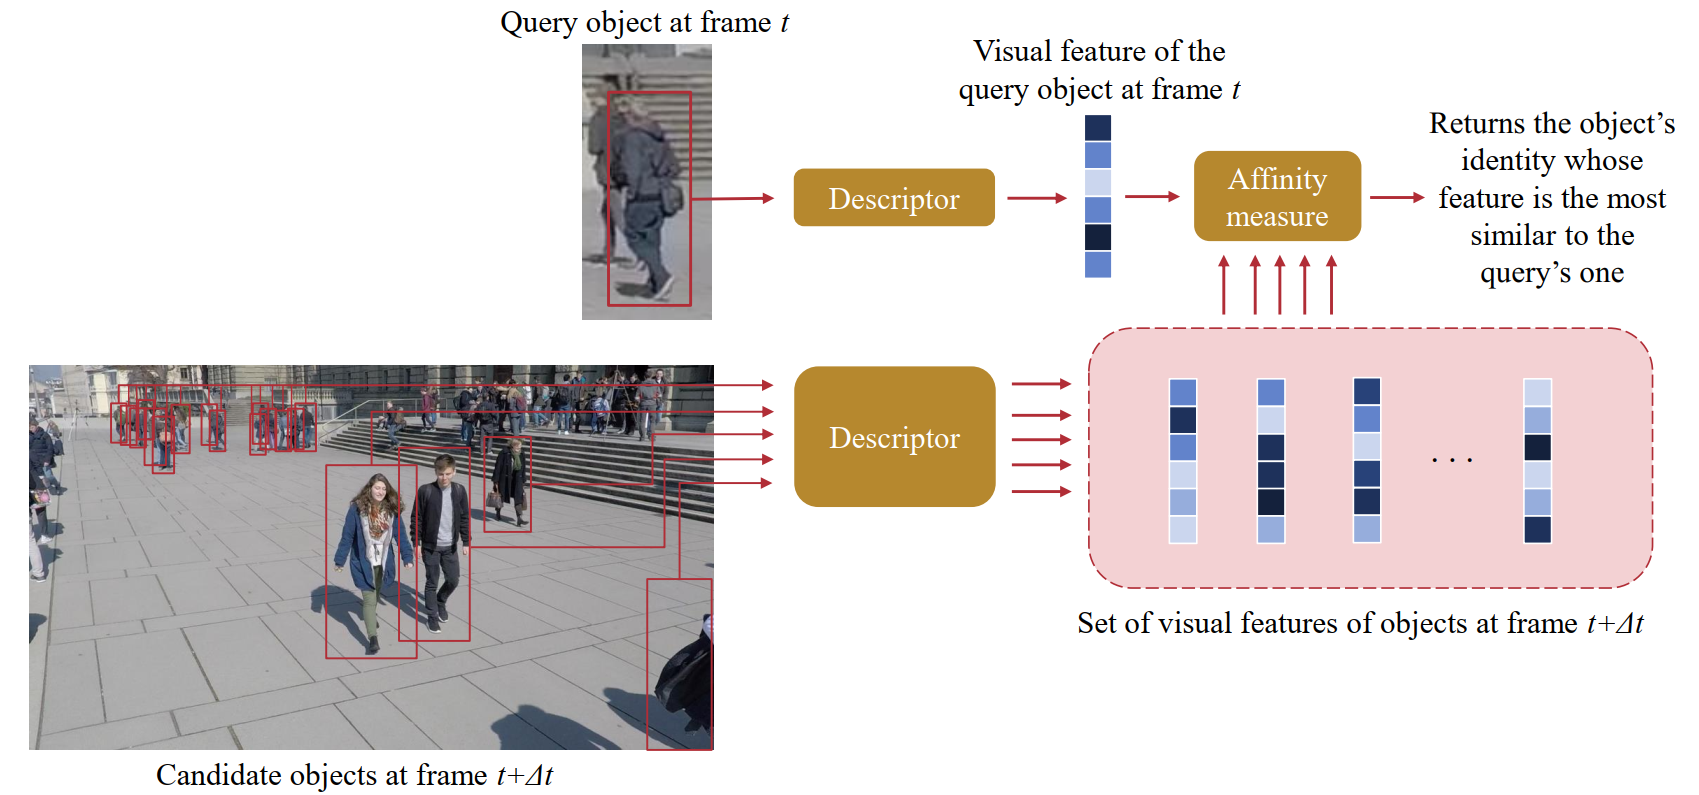 Query object at frame t
Visual feature of the
query object at frame t
Returns the object’s
identity whose
feature is the most
similar to the
query’s one
Descriptor
Affinity
measure
Descriptor
. . .
Set of visual features of objects at frame t+Δt
Candidate objects at frame t+Δt